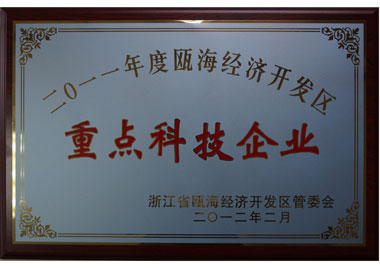 二〇一一年度瓯海经济开发区
重点科技企业
浙江省瓯海经济开发区管委会
二〇一二年二月